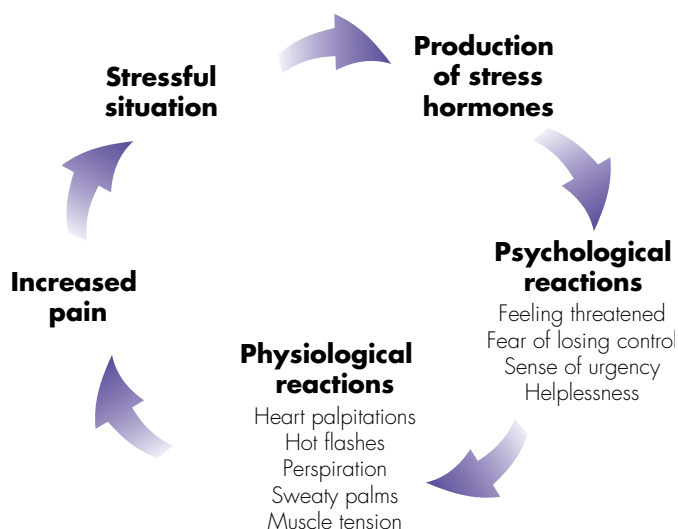 Stressful
situation
Production
of stress
hormones
Psychological
reactions
Feeling threatened
Fear of losing control
Sense of urgency
Helplessness
Physiological
reactions
Heart palpitations
Hot flashes
Perspiration
Sweaty palms
Muscle tension
Increased
pain